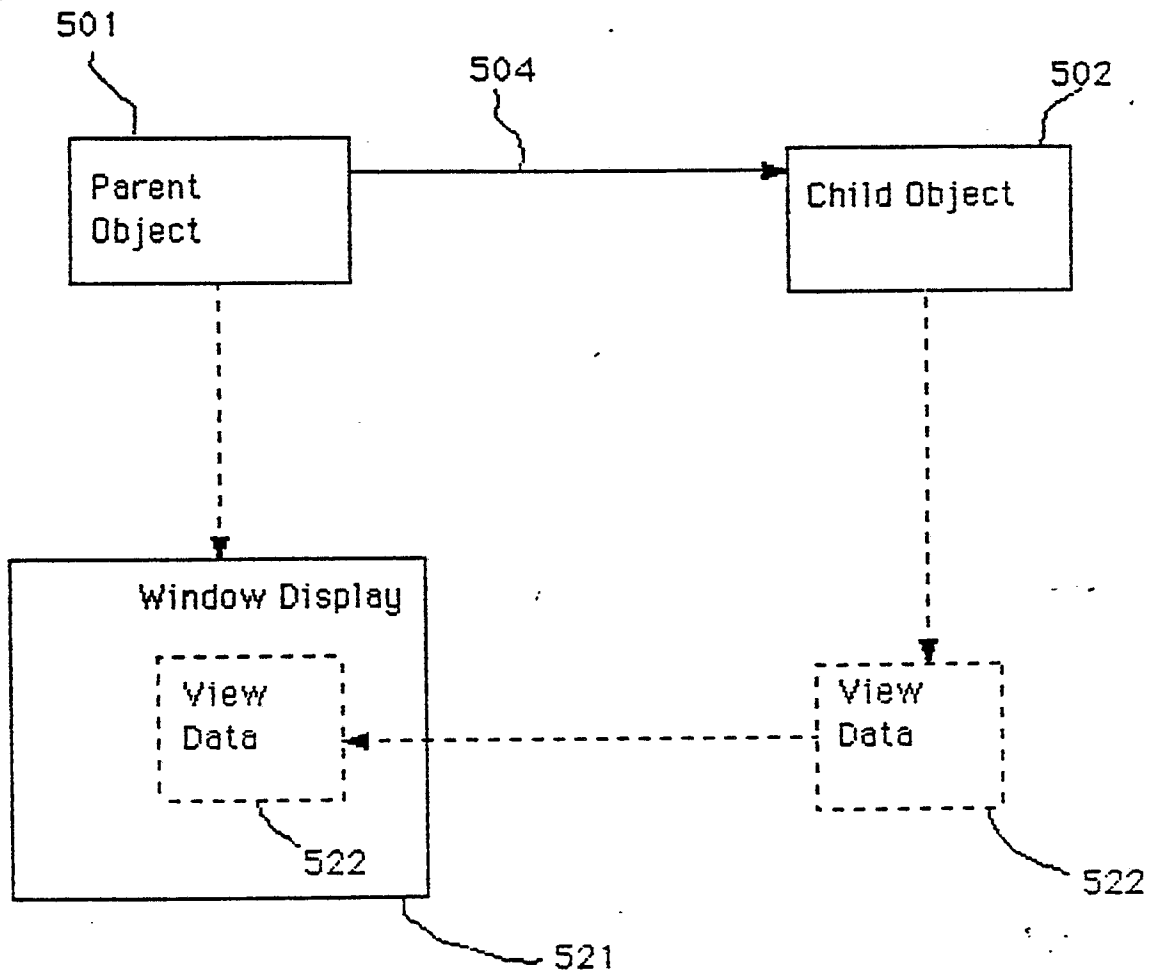 501
504
502
Parent
Object
Child Object
Window Display
View
Data
View
Data
522
522
521